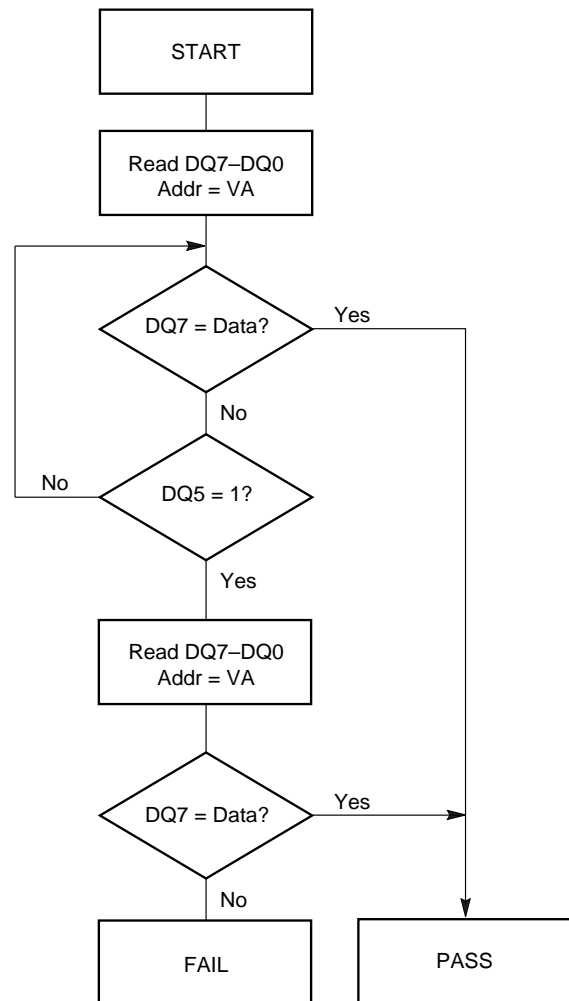 START
Read DQ7–DQ0
Addr = VA
DQ7 = Data?
Yes
No
No
DQ5 = 1?
Yes
Read DQ7–DQ0
Addr = VA
DQ7 = Data?
Yes
No
FAIL
PASS